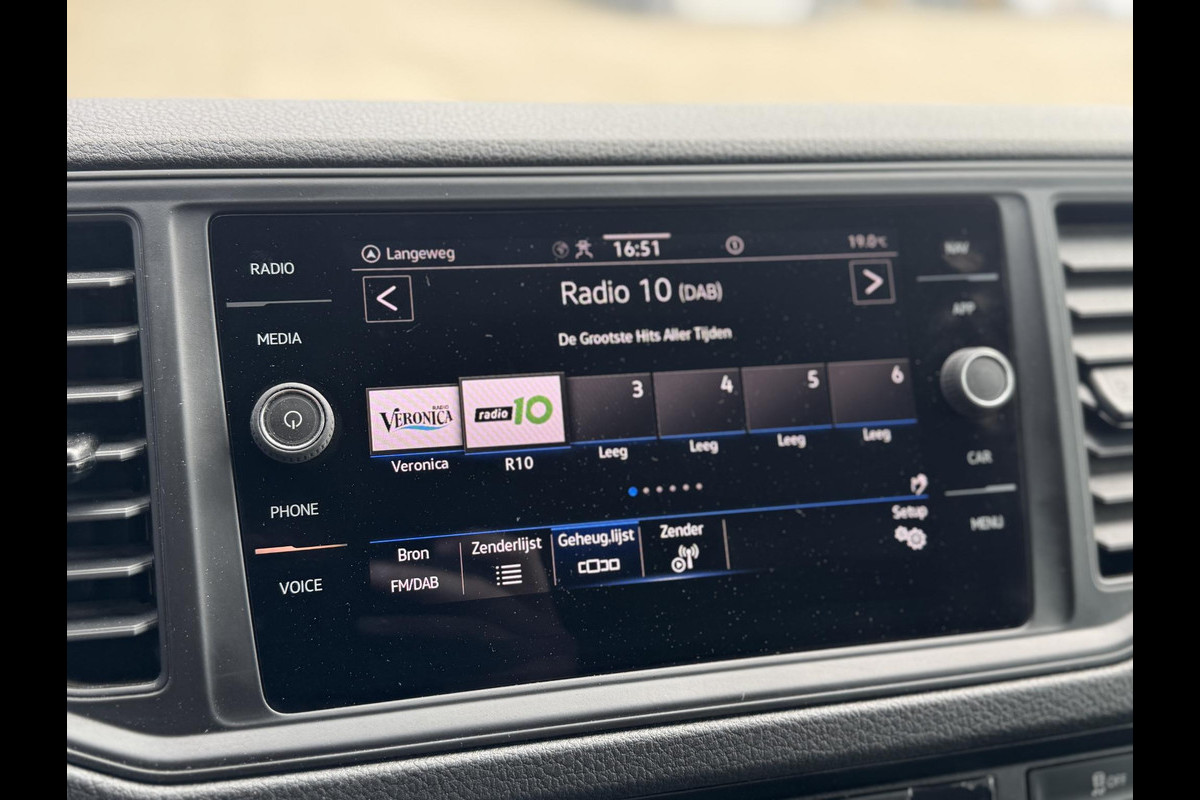 RADIO
MEDIA
PHONE
VOICE
Langeweg
16:51
19.0°C
Radio 10 (DAB)
De Grootste Hits Aller Tijden
RADIO
VERONICA
radio 10
3
4
5
6
Veronica
R10
Leeg
Leeg
Leeg
Leeg
Bron
FM/DAB
Zenderlijst
Geheug.lijst
Zender
Setup
NAV
APP
CAR
MENU
OFF